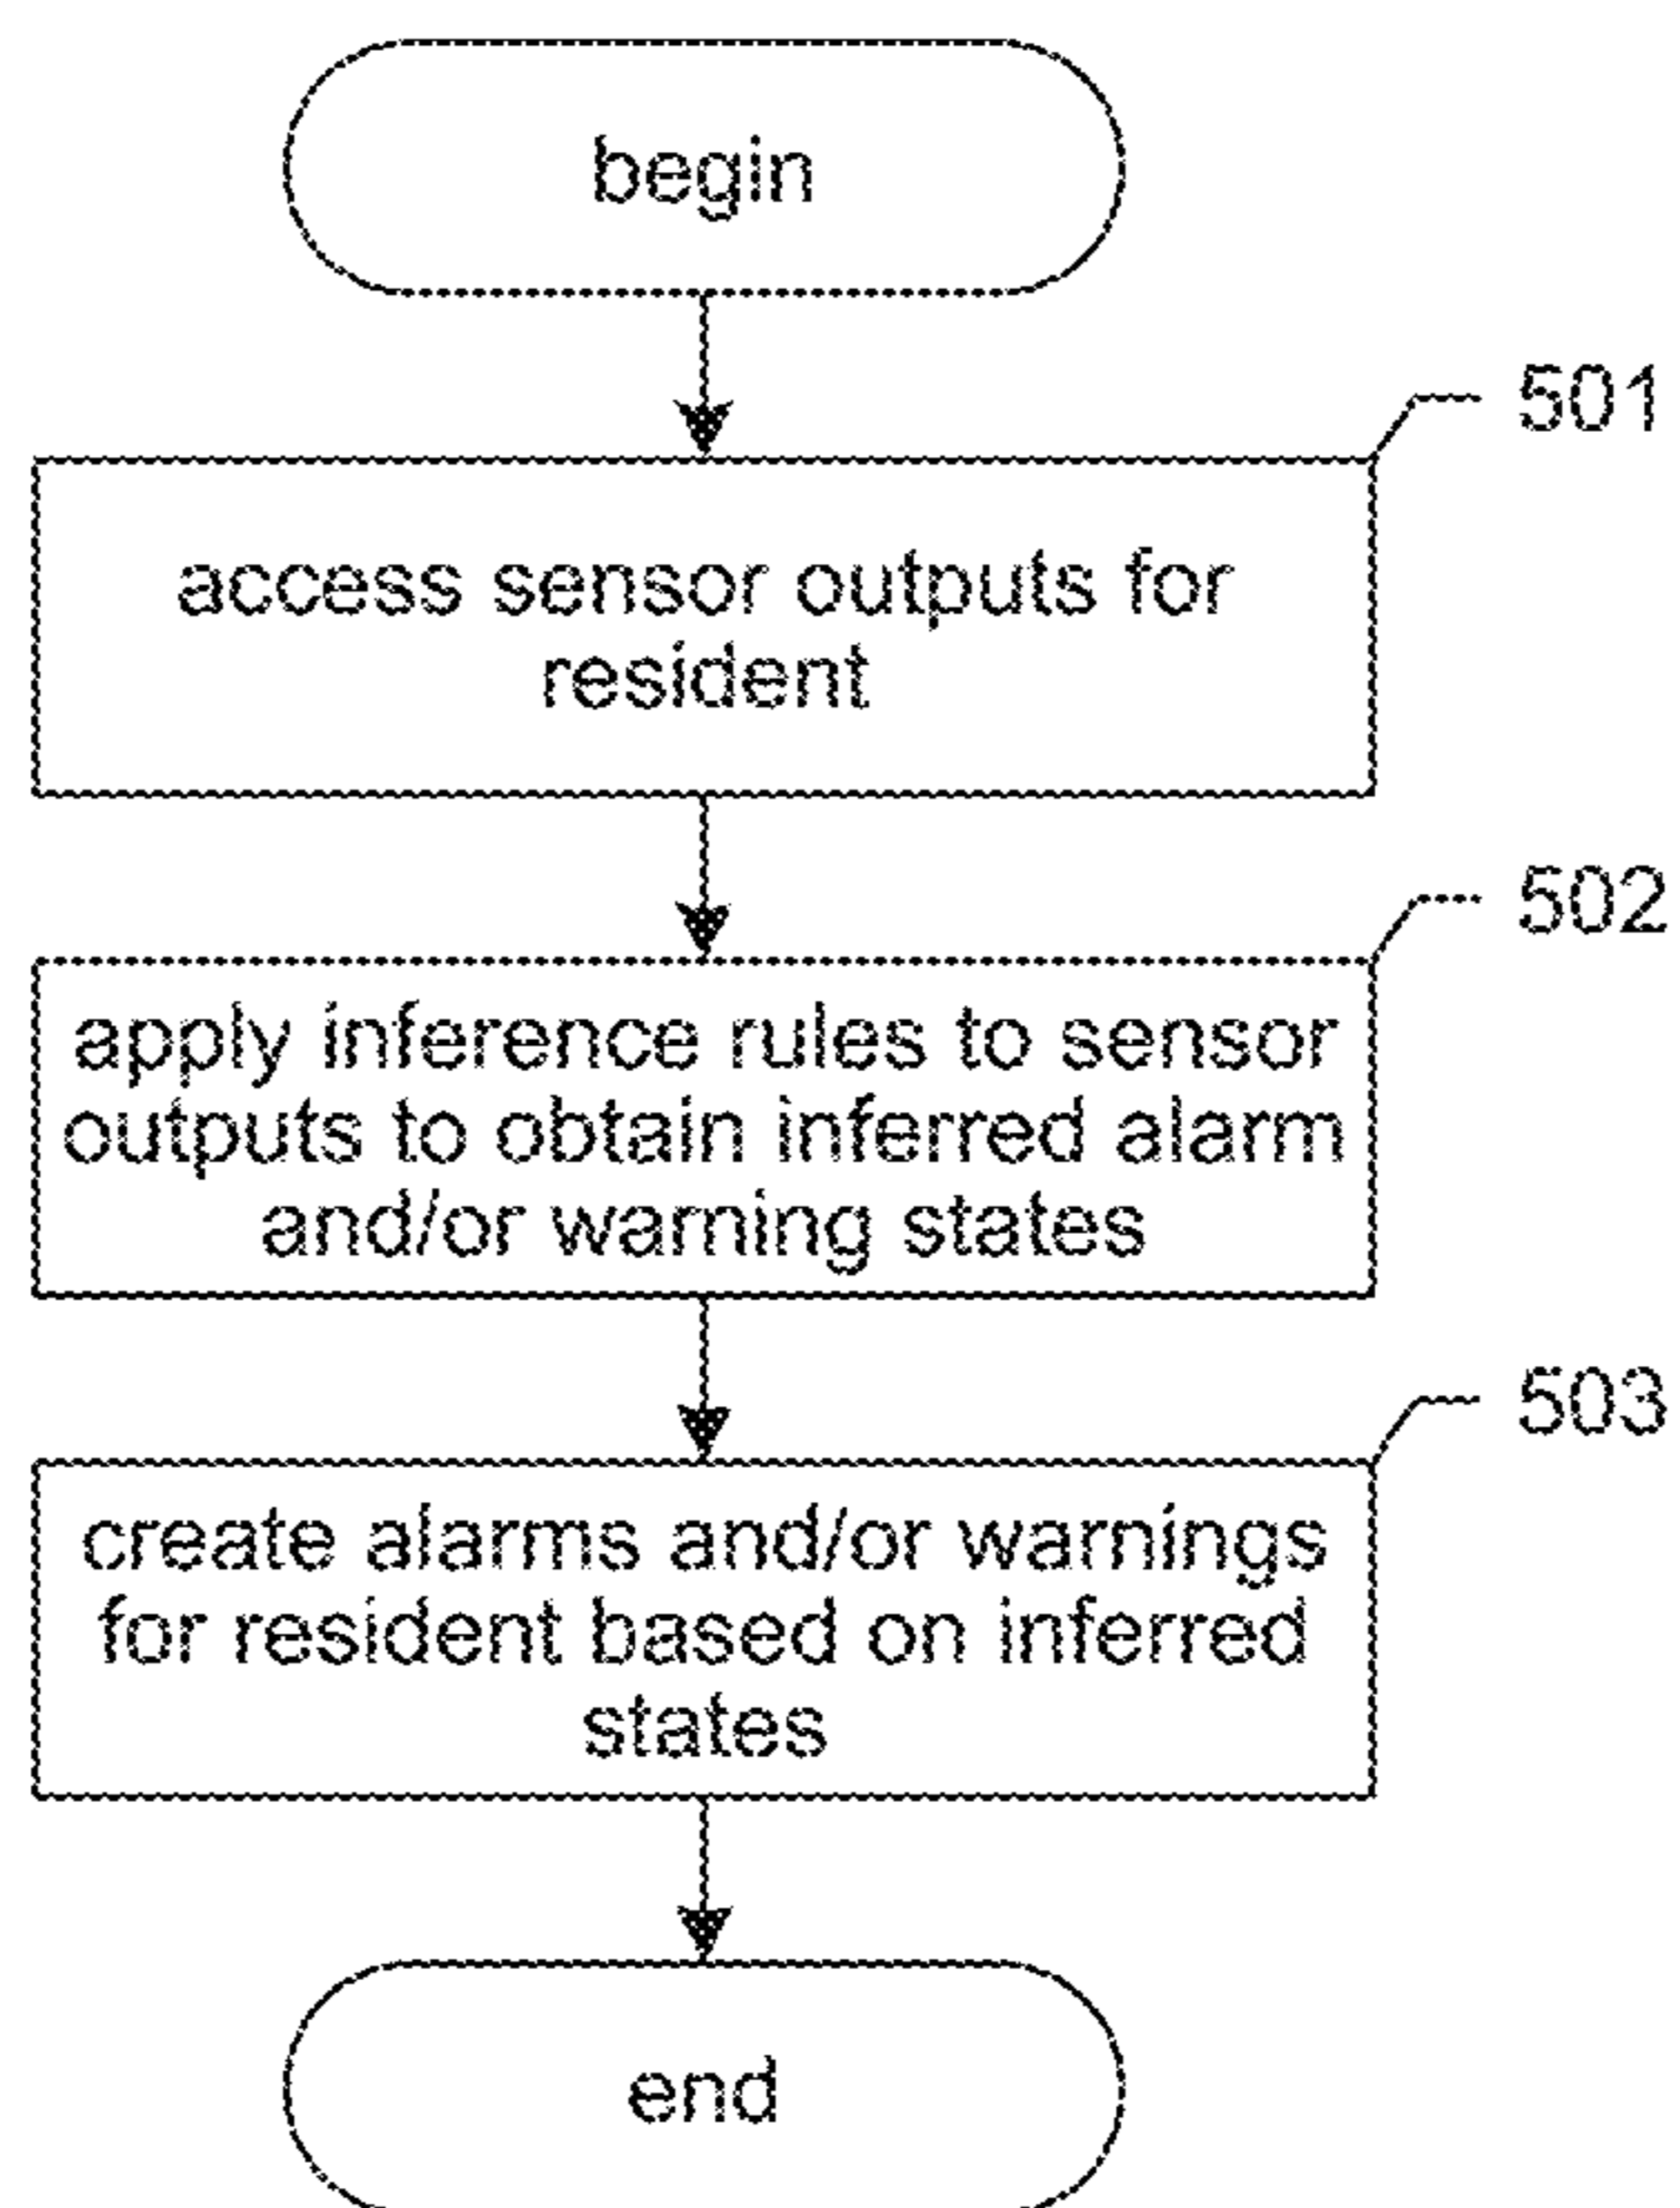 begin
501
access sensor outputs for
resident
502
apply inference rules to sensor
outputs to obtain inferred alarm
and/or warning states
503
create alarms and/or warnings
for resident based on inferred
states
end